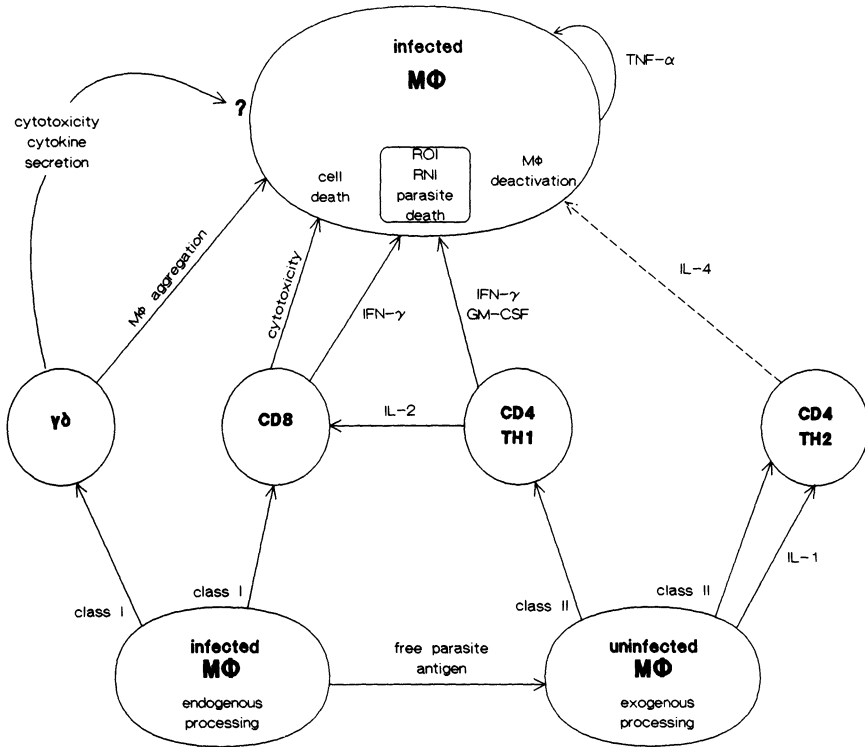 infected
MΦ
TNF-α
?
cytotoxicity
cytokine
secretion
cell
death
ROI
RNI
parasite
death
MΦ
deactivation
MΦ aggregation
cytotoxicity
IFN-γ
IFN-γ
GM-CSF
IL-4
γδ
CD8
IL-2
CD4
TH1
CD4
TH2
class I
class I
class II
class II
IL-1
infected
MΦ
endogenous
processing
free parasite
antigen
uninfected
MΦ
exogenous
processing